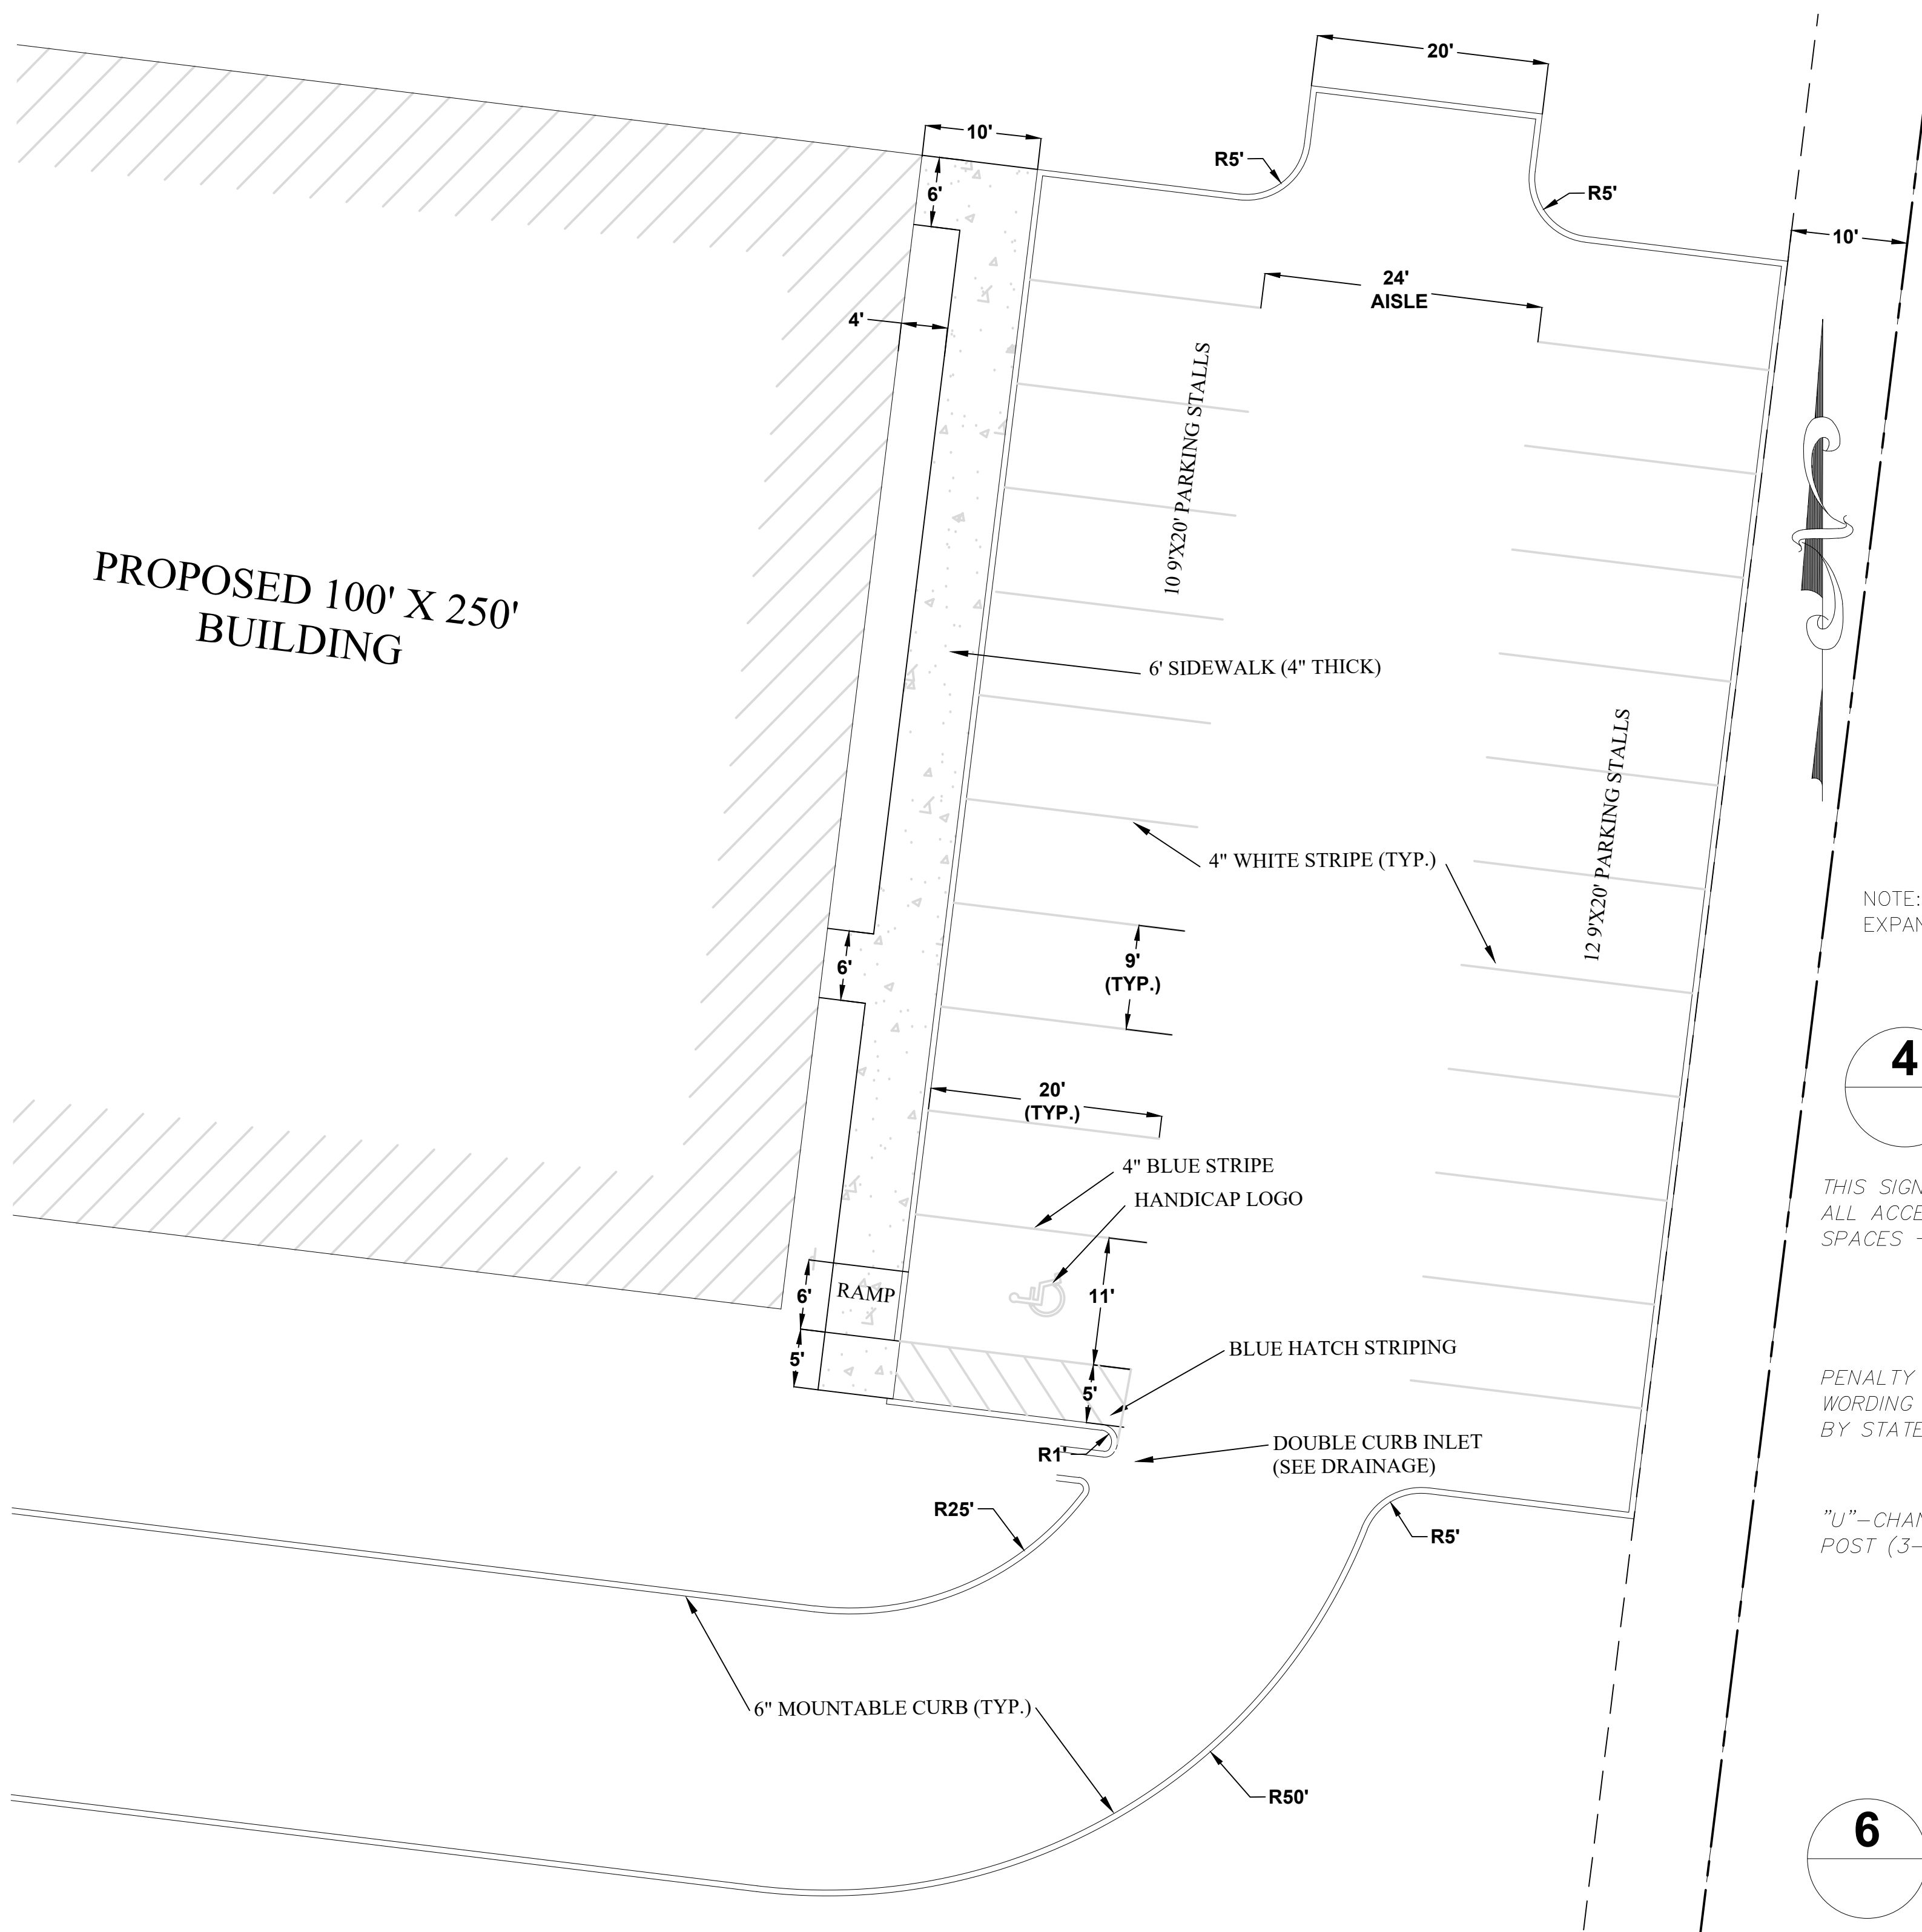 20'
10'
R5'
6'
R5'
10'
24'
AISLE
4'
10 9'X20' PARKING STALLS
PROPOSED 100' X 250'
BUILDING
6' SIDEWALK (4" THICK)
12 9'X20' PARKING STALLS
4" WHITE STRIPE (TYP.)
NOTE:
EXPAN
9'
(TYP.)
6'
4
20'
(TYP.)
4" BLUE STRIPE
HANDICAP LOGO
THIS SIGN
ALL ACCE
SPACES -
6'
RAMP
11'
BLUE HATCH STRIPING
5'
5'
PENALTY
WORDING
BY STATE
R1'
DOUBLE CURB INLET
(SEE DRAINAGE)
R25'
R5'
"U"-CHAN
POST (3-
6" MOUNTABLE CURB (TYP.)
R50'
6